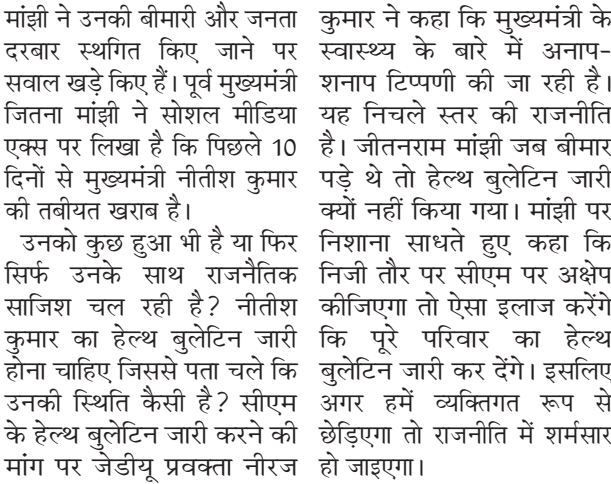 मांझी ने उनकी बीमारी और जनता
दरबार स्थगित किए जाने पर
सवाल खड़े किए हैं। पूर्व मुख्यमंत्री
जितना मांझी ने सोशल मीडिया
एक्स पर लिखा है कि पिछले 10
दिनों से मुख्यमंत्री नीतीश कुमार
की तबीयत खराब है।
उनको कुछ हुआ भी है या फिर
सिर्फ उनके साथ राजनैतिक
साजिश चल रही है? नीतीश
कुमार का हेल्थ बुलेटिन जारी
होना चाहिए जिससे पता चले कि
उनकी स्थिति कैसी है? सीएम
के हेल्थ बुलेटिन जारी करने की
मांग पर जेडीयू प्रवक्ता नीरज
कुमार ने कहा कि मुख्यमंत्री के
स्वास्थ्य के बारे में अनाप-
शनाप टिप्पणी की जा रही है।
यह निचले स्तर की राजनीति
है। जीतनराम मांझी जब बीमार
पड़े थे तो हेल्थ बुलेटिन जारी
क्यों नहीं किया गया। मांझी पर
निशाना साधते हुए कहा कि
निजी तौर पर सीएम पर अक्षेप
कीजिएगा तो ऐसा इलाज करेंगे
कि पूरे परिवार का हेल्थ
बुलेटिन जारी कर देंगे। इसलिए
अगर हमें व्यक्तिगत रूप से
छेड़िएगा तो राजनीति में शर्मसार
हो जाइएगा।